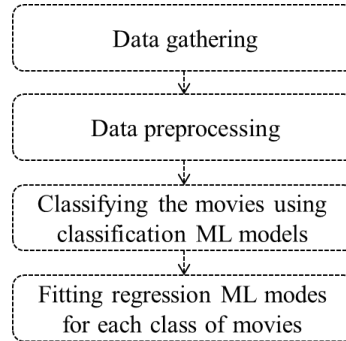 Data gathering
Data preprocessing
Classifying the movies using
classification ML models
Fitting regression ML modes
for each class of movies